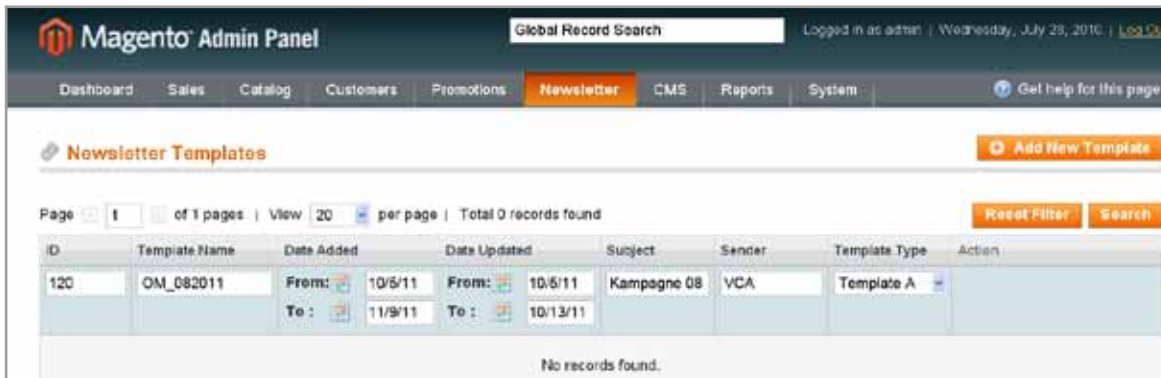 Magento Admin Panel
Global Record Search
Logged in as admin | Wednesday, July 28, 2010 | Log Ou
Dashboard Sales Catalog Customers Promotions Newsletter CMS Reports System Get help for this page
Newsletter Templates
Add New Template
Page 1 of 1 pages | View 20 per page | Total 0 records found
Reset Filter Search
ID Template Name Date Added Date Updated Subject Sender Template Type Action
120 OM_082011 From: 10/5/11 From: 10/6/11 Kampagne 08 VCA Template A
To : 11/9/11 To : 10/13/11
No records found.